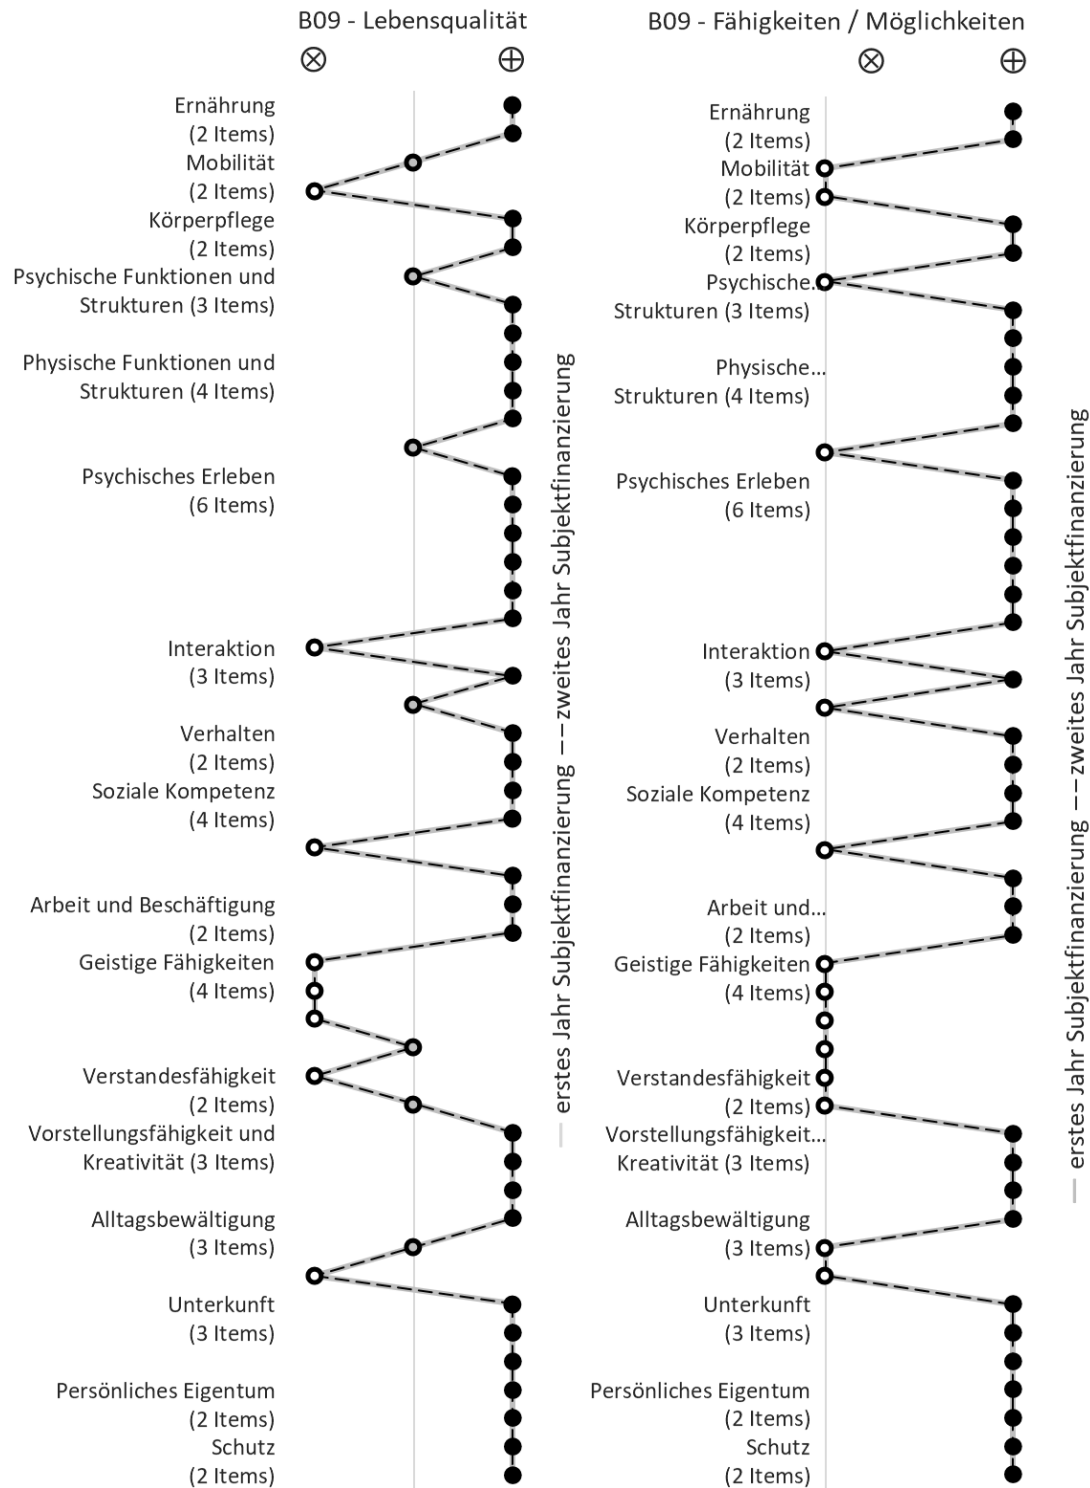 B09 - Lebensqualität
Ernährung
(2 Items)
Mobilität
(2 Items)
Körperpflege
(2 Items)
Psychische Funktionen und
Strukturen (3 Items)
Physische Funktionen und
Strukturen (4 Items)
Psychisches Erleben
(6 Items)
Interaktion
(3 Items)
Verhalten
(2 Items)
Soziale Kompetenz
(4 Items)
Arbeit und Beschäftigung
(2 Items)
Geistige Fähigkeiten
(4 Items)
Verstandesfähigkeit
(2 Items)
Vorstellungsfähigkeit und
Kreativität (3 Items)
Alltagsbewältigung
(3 Items)
Unterkunft
(3 Items)
Persönliches Eigentum
(2 Items)
Schutz
(2 Items)
erstes Jahr Subjektfinanzierung −−zweites Jahr Subjektfinanzierung
B09 - Fähigkeiten / Möglichkeiten
Ernährung
(2 Items)
Mobilität
(2 Items)
Körperpflege
(2 Items)
Psychische.
Strukturen (3 Items)
Physische...
Strukturen (4 Items)
Psychisches Erleben
(6 Items)
Interaktion
(3 Items)
Verhalten
(2 Items)
Soziale Kompetenz
(4 Items)
Arbeit und...
(2 Items)
Geistige Fähigkeiten
(4 Items)
Verstandesfähigkeit
(2 Items)
Vorstellungsfähigkeit...
Kreativität (3 Items)
Alltagsbewältigung
(3 Items)
Unterkunft
(3 Items)
Persönliches Eigentum
(2 Items)
Schutz
(2 Items)
erstes Jahr Subjektfinanzierung −−zweites Jahr Subjektfinanzierung